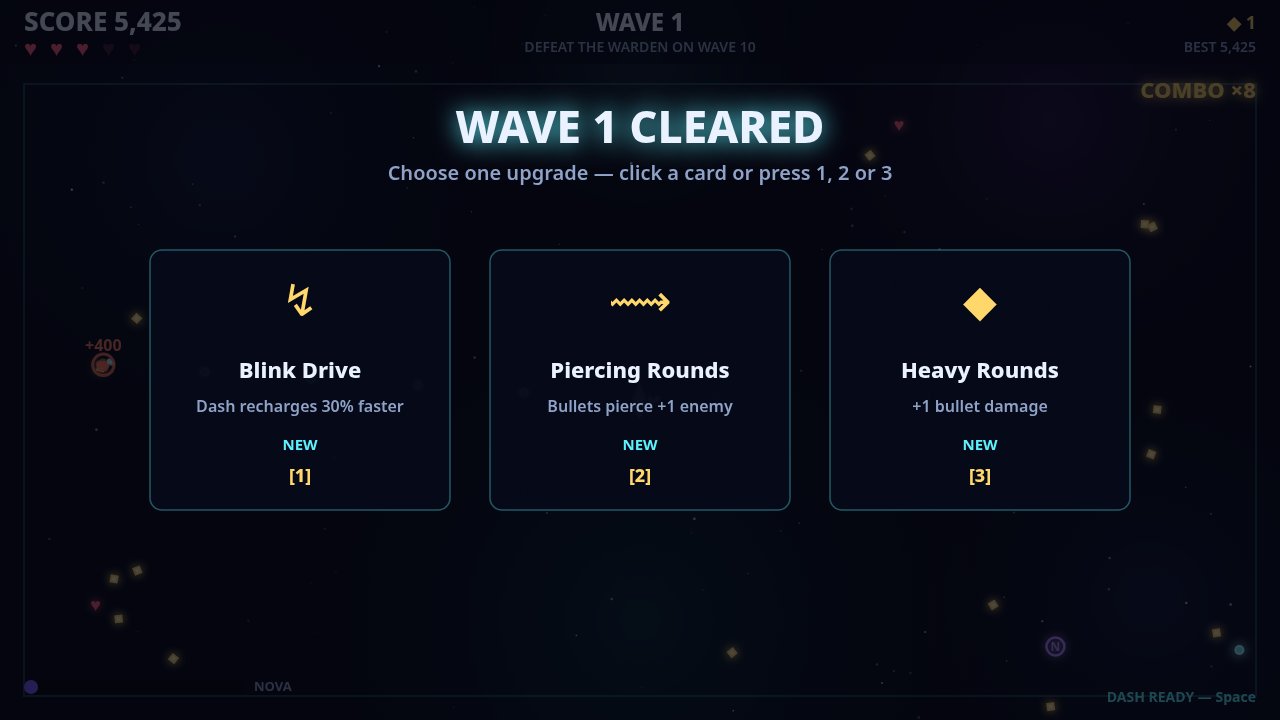 SCORE 5,425
WAVE 1
◆ 1
DEFEAT THE WARDEN ON WAVE 10
BEST 5,425
COMBO ×8
WAVE 1 CLEARED
Choose one upgrade — click a card or press 1, 2 or 3
+400
Blink Drive
Dash recharges 30% faster
NEW
[1]
Piercing Rounds
Bullets pierce +1 enemy
NEW
[2]
Heavy Rounds
+1 bullet damage
NEW
[3]
N
NOVA
DASH READY — Space